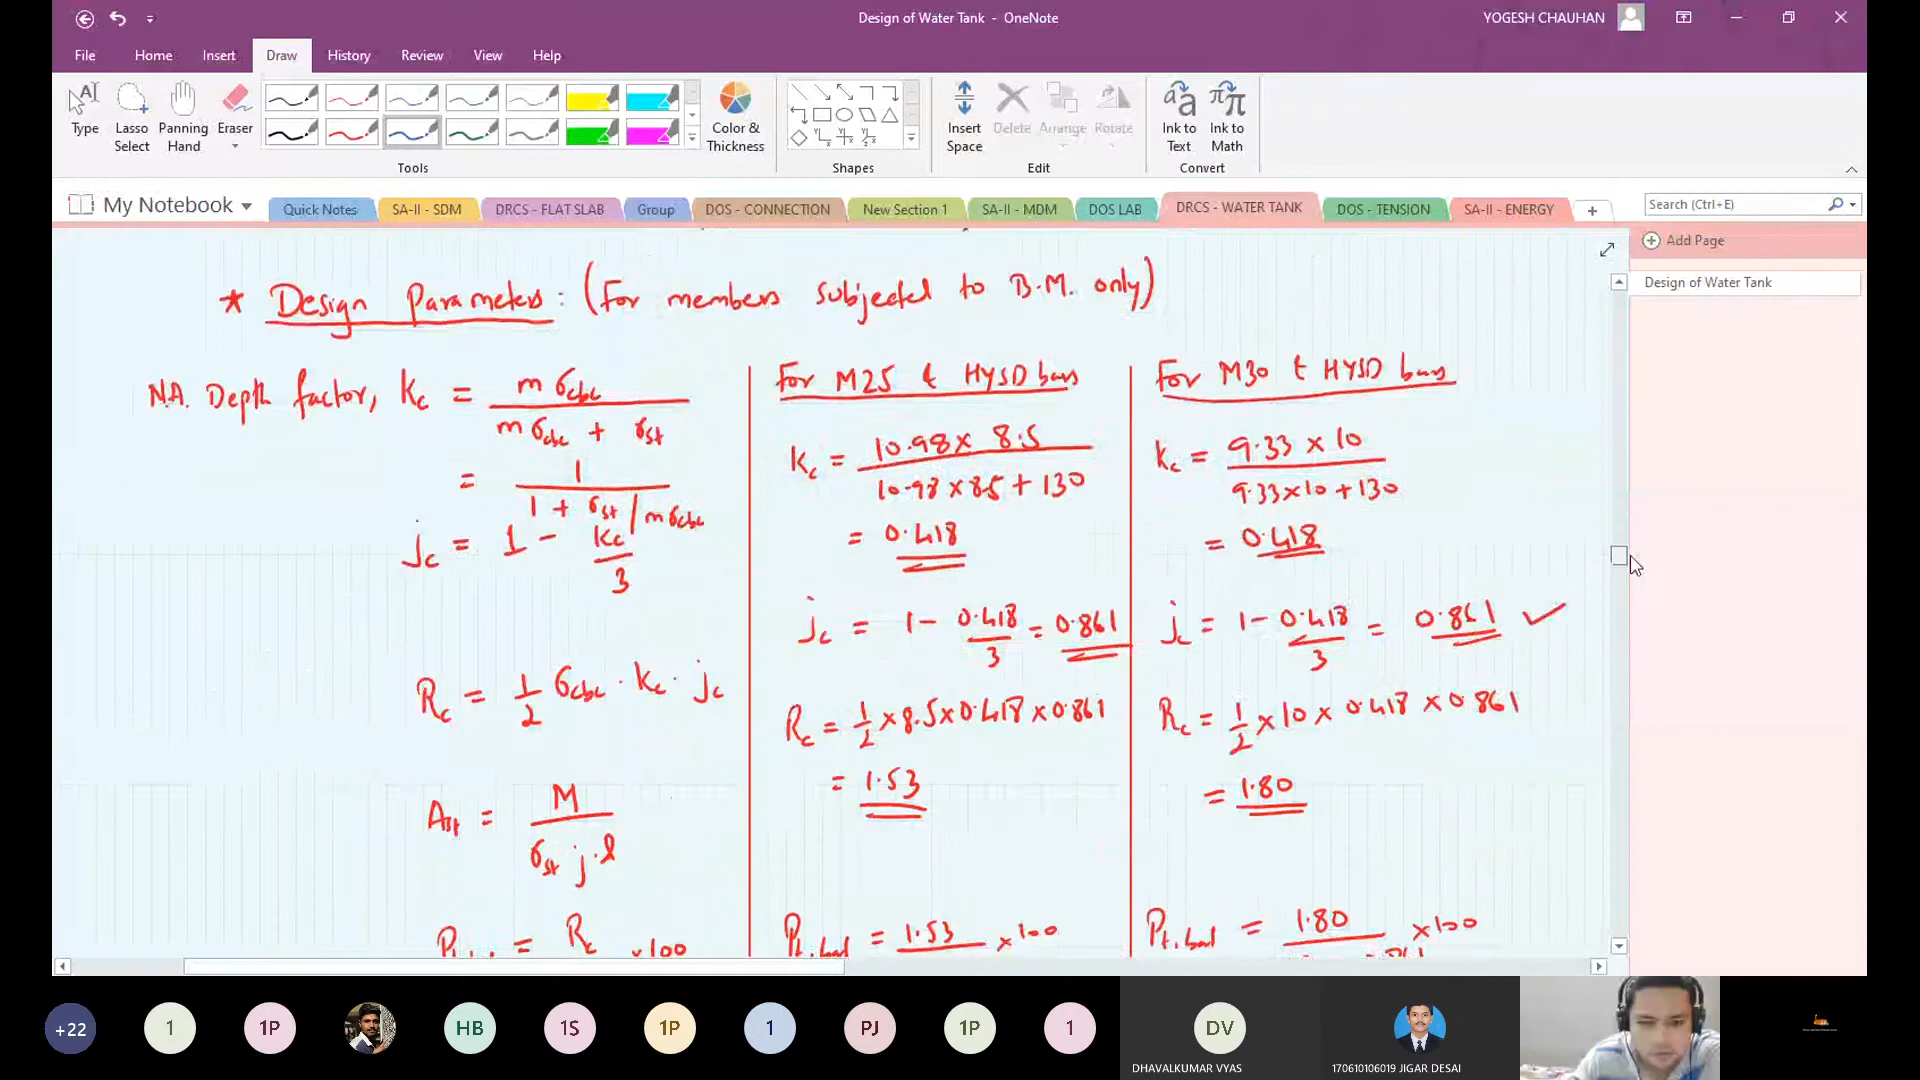 Design of Water Tank - OneNote
YOGESH CHAUHAN
File Home Insert Draw History Review View Help
Type
Lasso Select
Panning Hand
Eraser
Color & Thickness
Insert Space
Delete
Arrange
Rotate
Ink to Text
Ink to Math
Tools
Shapes
Edit
Convert
My Notebook
Quick Notes
SA-II - SDM
DRCS - FLAT SLAB
Group
DOS - CONNECTION
New Section 1
SA-II - MDM
DOS LAB
DRCS - WATER TANK
DOS - TENSION
SA-II - ENERGY
Search (Ctrl+E)
Add Page
Design of Water Tank
* Design Parameters : (For members subjected to B.M. only)
N.A. Depth factor, Kc = m σcbc / (m σcbc + σst)
= 1 / (1 + σst / m σcbc)
jc = 1 - Kc / 3
Rc = 1/2 σcbc · Kc · jc
Ast = M / (σst j·d)
= Rc ×100
For M25 & HYSD bars
Kc = 10.98 × 8.5 / (10.98 × 8.5 + 130)
= 0.418
jc = 1 - 0.418 / 3 = 0.861
Rc = 1/2 × 8.5 × 0.418 × 0.861
= 1.53
Pt,bal = 1.53 ×100
For M30 & HYSD bars
Kc = 9.33 × 10 / (9.33 × 10 + 130)
= 0.418
jc = 1 - 0.418 / 3 = 0.861 ✓
Rc = 1/2 × 10 × 0.418 × 0.861
= 1.80
Pt,bal = 1.80 ×100
+22
1
1P
HB
1S
1P
1
PJ
1P
1
DV
DHAVALKUMAR VYAS
170610106019 JIGAR DESAI